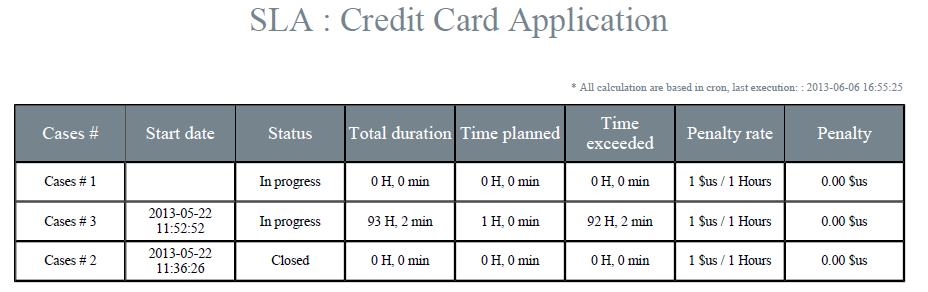 SLA : Credit Card Application
* All calculation are based in cron, last execution: : 2013-06-06 16:55:25
Cases # Start date Status Total duration Time planned Time exceeded Penalty rate Penalty
Cases # 1 In progress 0 H, 0 min 0 H, 0 min 0 H, 0 min 1 $us / 1 Hours 0.00 $us
Cases # 3 2013-05-22 11:52:52 In progress 93 H, 2 min 1 H, 0 min 92 H, 2 min 1 $us / 1 Hours 0.00 $us
Cases # 2 2013-05-22 11:36:26 Closed 0 H, 0 min 0 H, 0 min 0 H, 0 min 1 $us / 1 Hours 0.00 $us